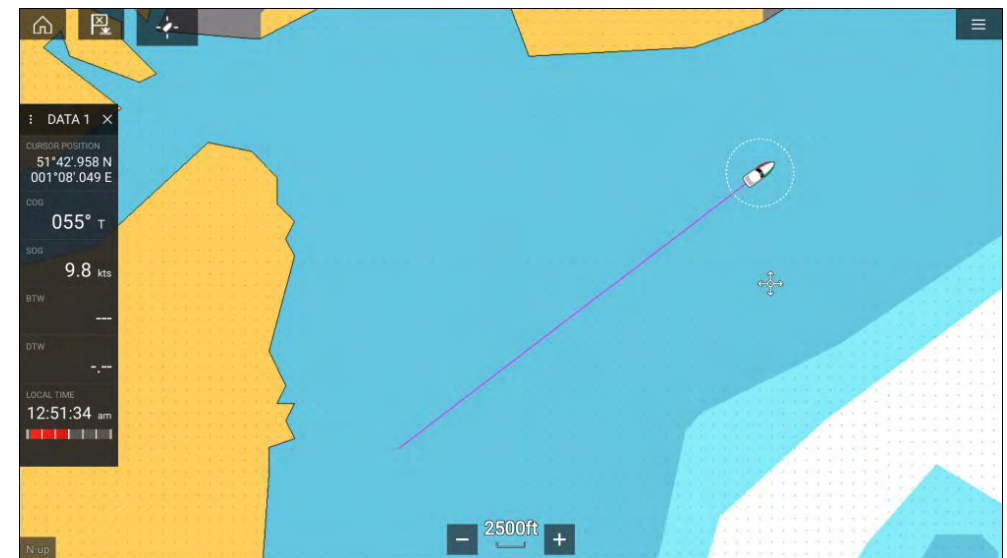 DATA 1
CURSOR POSITION
51°42'.958 N
001°08'.049 E
COG
055° T
SOG
9.8 kts
BTW
---
DTW
-.--
LOCAL TIME
12:51:34 am
N-up
2500ft